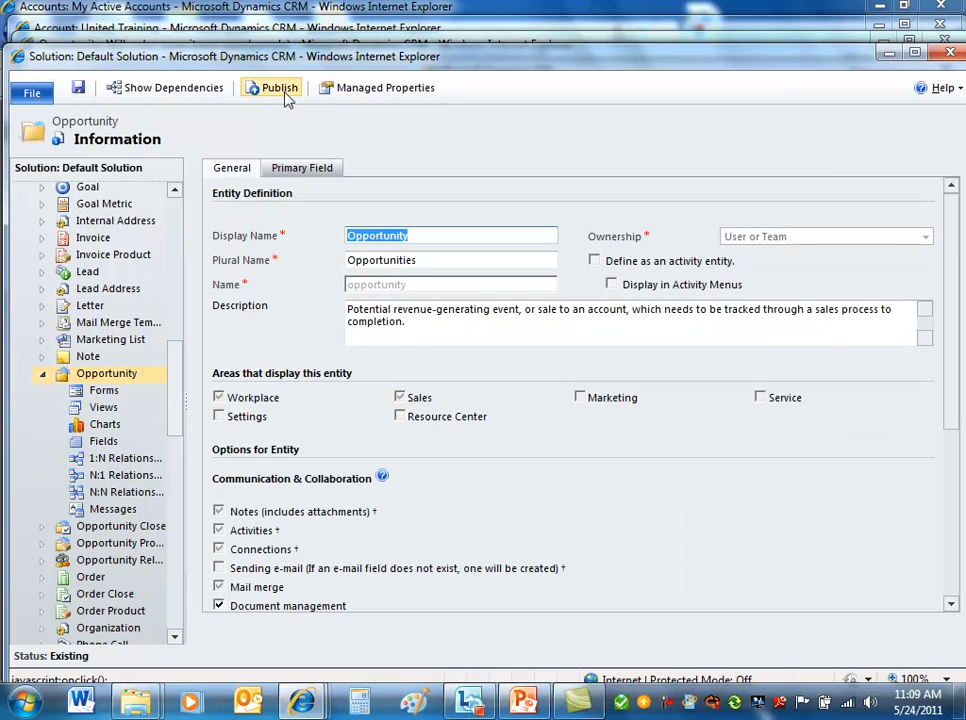 Accounts: My Active Accounts - Microsoft Dynamics CRM - Windows Internet Explorer
Account: United Training - Microsoft Dynamics CRM - Windows Internet Explorer
Solution: Default Solution - Microsoft Dynamics CRM - Windows Internet Explorer
File Show Dependencies Publish Managed Properties Help
Opportunity
Information
Solution: Default Solution
Goal
Goal Metric
Internal Address
Invoice
Invoice Product
Lead
Lead Address
Letter
Mail Merge Tem...
Marketing List
Note
Opportunity
Forms
Views
Charts
Fields
1:N Relations...
N:1 Relations...
N:N Relations...
Messages
Opportunity Close
Opportunity Pro...
Opportunity Rel...
Order
Order Close
Order Product
Organization
Phone Call
General Primary Field
Entity Definition
Display Name * Opportunity Ownership * User or Team
Plural Name * Opportunities Define as an activity entity.
Name * opportunity Display in Activity Menus
Description Potential revenue-generating event, or sale to an account, which needs to be tracked through a sales process to
completion.
Areas that display this entity
Workplace Sales Marketing Service
Settings Resource Center
Options for Entity
Communication & Collaboration
Notes (includes attachments) †
Activities †
Connections †
Sending e-mail (If an e-mail field does not exist, one will be created) †
Mail merge
Document management
Status: Existing
javascript:onclick(); Internet | Protected Mode: Off 100%
11:09 AM
5/24/2011